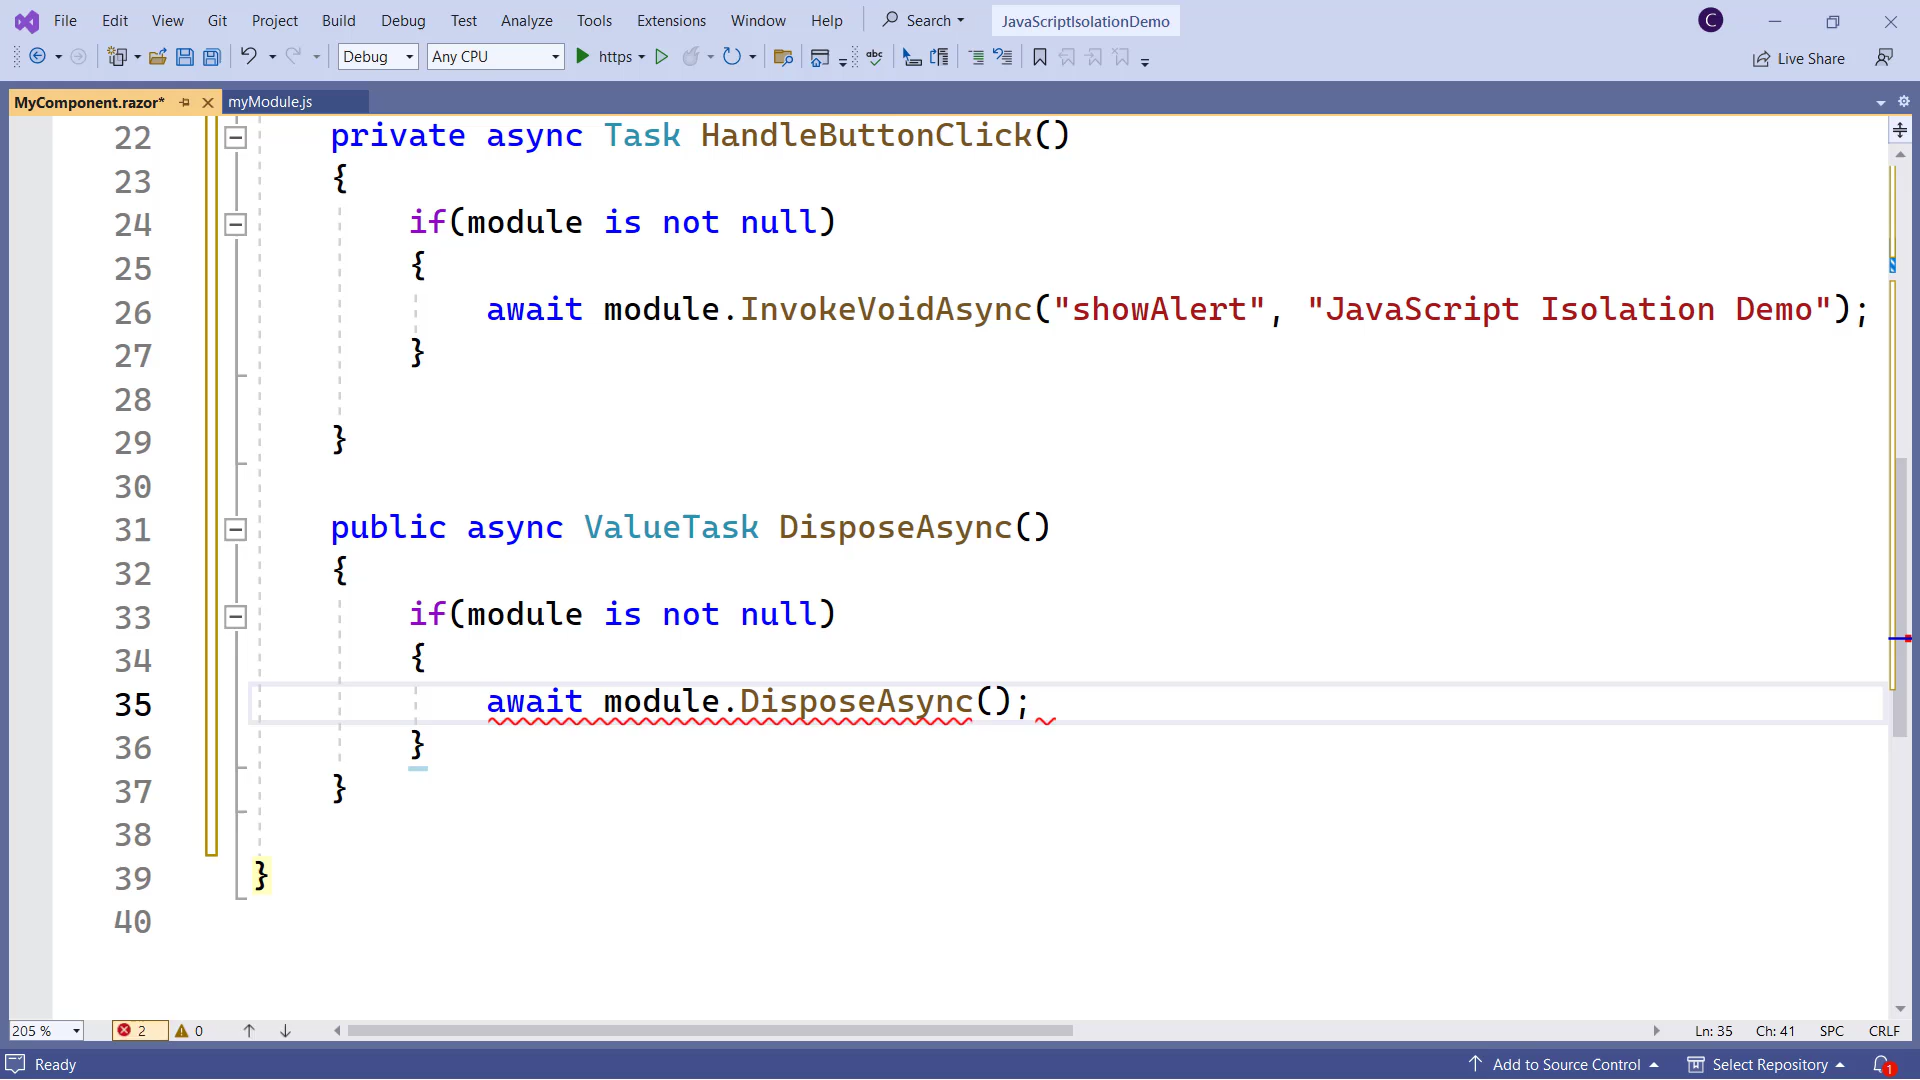 File Edit View Git Project Build Debug Test Analyze Tools Extensions Window Help Search JavaScriptIsolationDemo C
Debug Any CPU https abc Live Share
MyComponent.razor* myModule.js
22 private async Task HandleButtonClick()
23 {
24 if(module is not null)
25 {
26 await module.InvokeVoidAsync("showAlert", "JavaScript Isolation Demo");
27 }
28
29 }
30
31 public async ValueTask DisposeAsync()
32 {
33 if(module is not null)
34 {
35 await module.DisposeAsync();
36 }
37 }
38
39 }
40
205 % 2 0 Ln: 35 Ch: 41 SPC CRLF
Ready Add to Source Control Select Repository 1